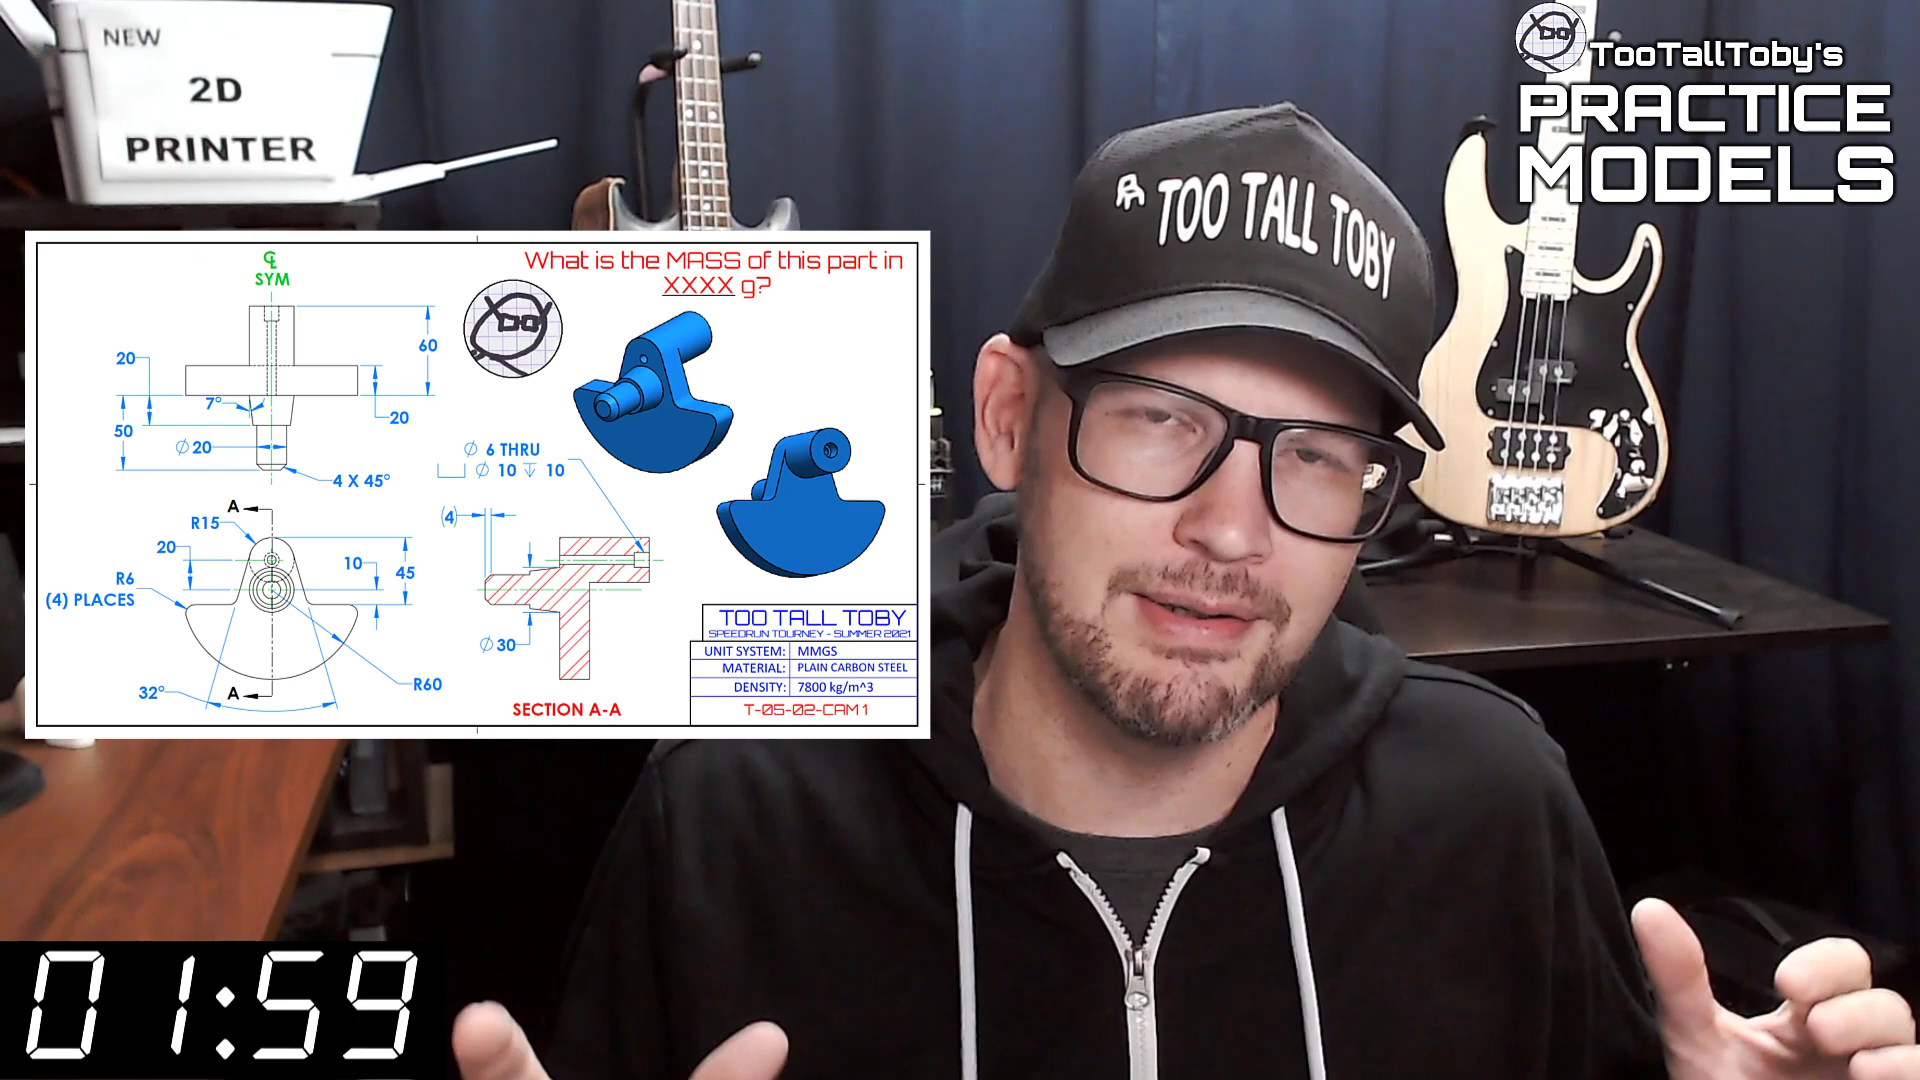 NEW
2D
PRINTER
TooTallToby's
PRACTICE
MODELS
TOO TALL TOBY
What is the MASS of this part in
XXXX g?
℄
SYM
60
20
20
7°
50
∅ 20
4 X 45°
∅ 6 THRU
⌴ ∅ 10 ↧ 10
A
R15
20
10
45
R6
(4) PLACES
R60
32°
A
(4)
∅ 30
SECTION A-A
TOO TALL TOBY
SPEEDRUN TOURNEY - SUMMER 2021
UNIT SYSTEM: MMGS
MATERIAL: PLAIN CARBON STEEL
DENSITY: 7800 kg/m^3
T-05-02-CAM 1
01:59